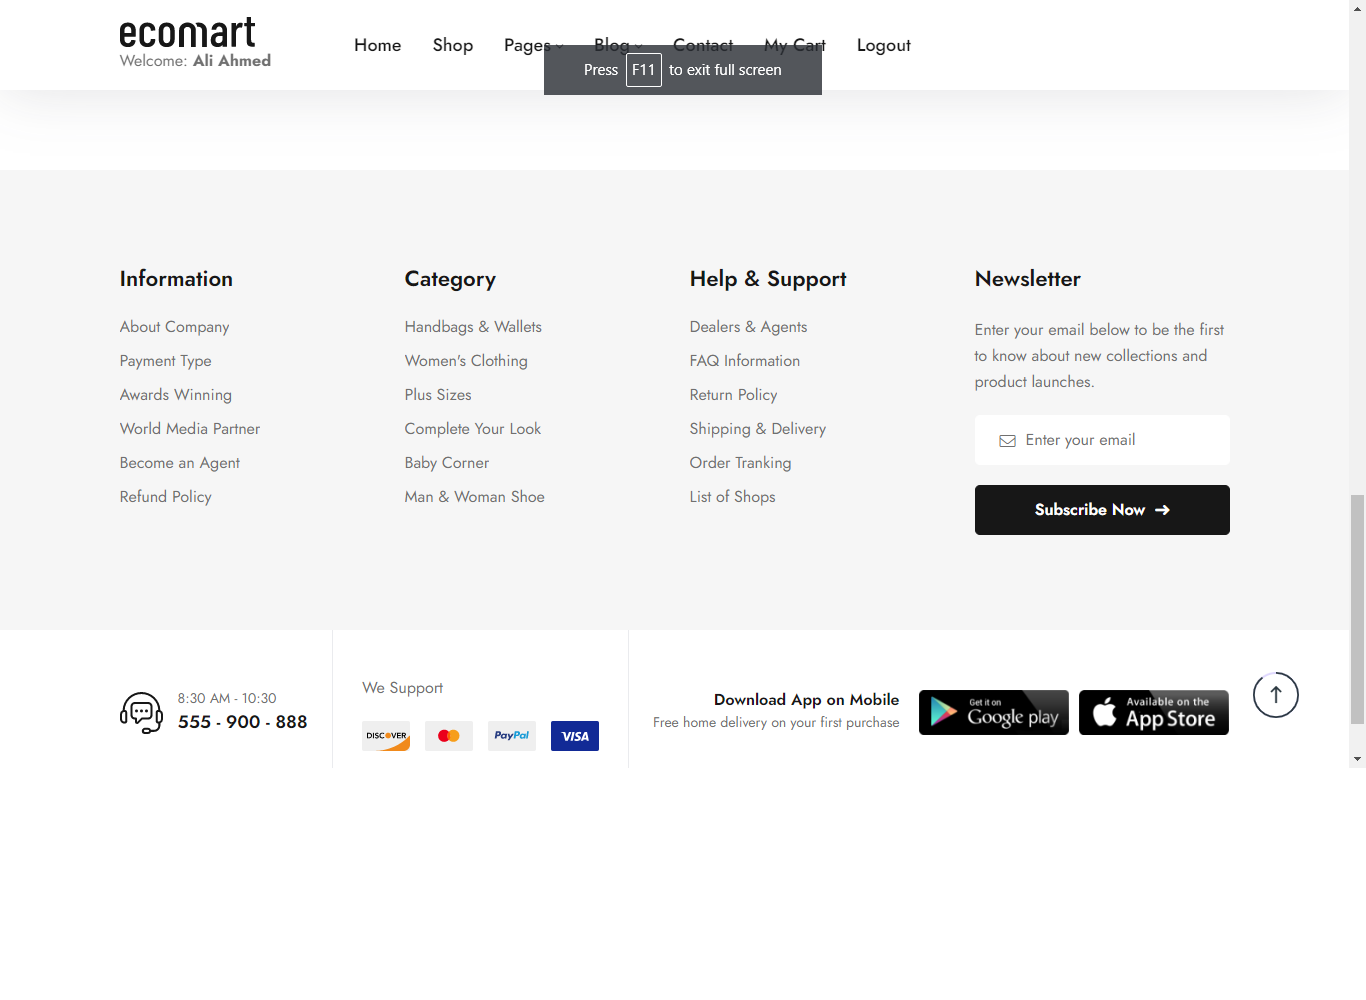 ecomart
Welcome: Ali Ahmed
Home Shop Pages Blog Contact My Cart Logout
Press F11 to exit full screen
Information
About Company
Payment Type
Awards Winning
World Media Partner
Become an Agent
Refund Policy
Category
Handbags & Wallets
Women's Clothing
Plus Sizes
Complete Your Look
Baby Corner
Man & Woman Shoe
Help & Support
Dealers & Agents
FAQ Information
Return Policy
Shipping & Delivery
Order Tranking
List of Shops
Newsletter
Enter your email below to be the first
to know about new collections and
product launches.
Enter your email
Subscribe Now
8:30 AM - 10:30
555 - 900 - 888
We Support
DISCOVER
PayPal
VISA
Download App on Mobile
Free home delivery on your first purchase
Get it on
Google play
Available on the
App Store